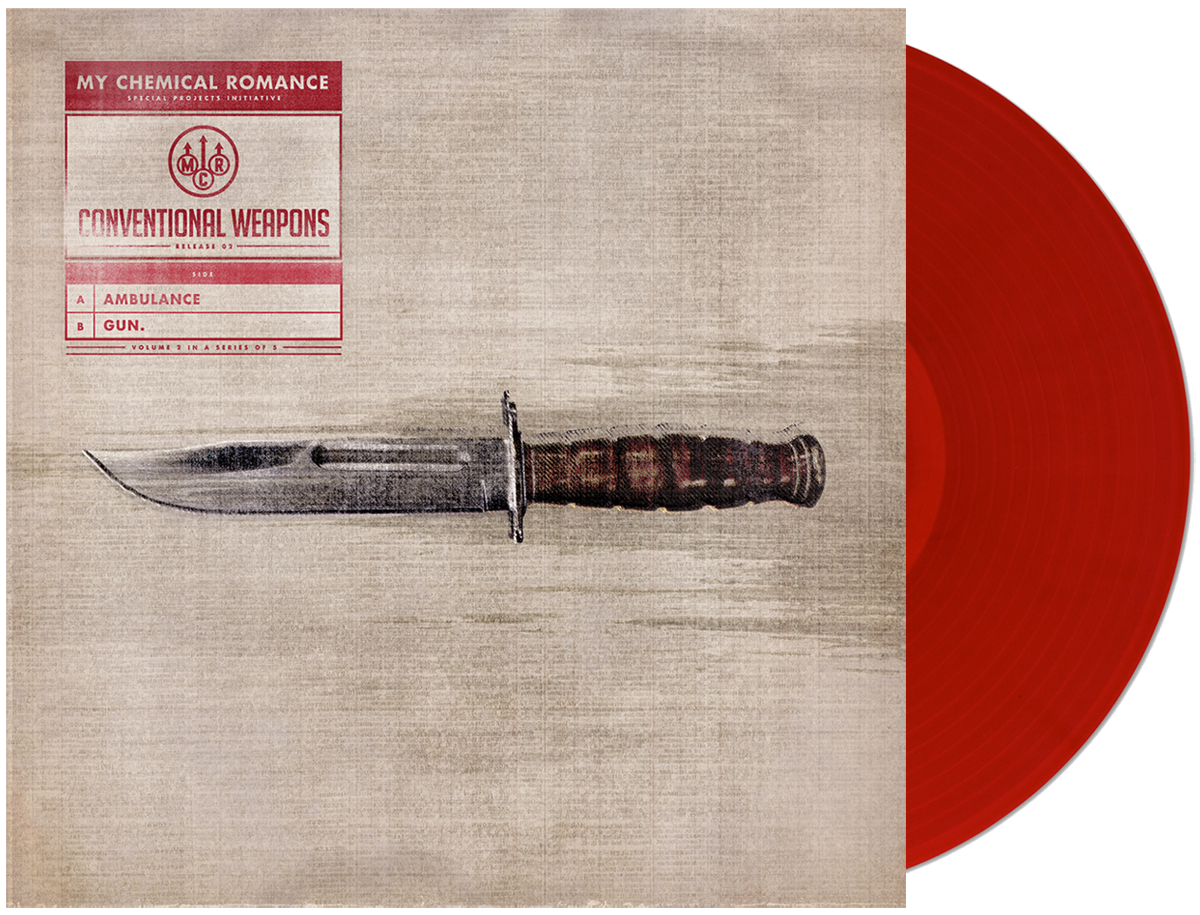 MY CHEMICAL ROMANCE
SPECIAL PROJECTS INITIATIVE
M C R
CONVENTIONAL WEAPONS
RELEASE 02
SIDE
A AMBULANCE
B GUN.
VOLUME 2 IN A SERIES OF 5